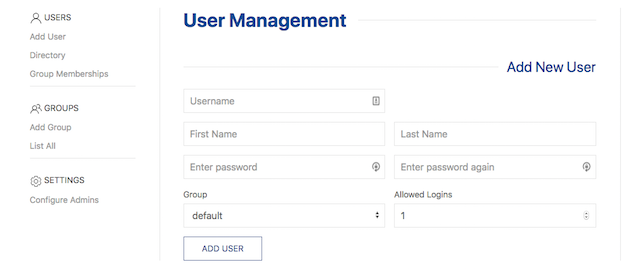 USERS
Add User
Directory
Group Memberships
GROUPS
Add Group
List All
SETTINGS
Configure Admins
User Management
Add New User
Username
First Name
Last Name
Enter password
Enter password again
Group
Allowed Logins
default
1
ADD USER